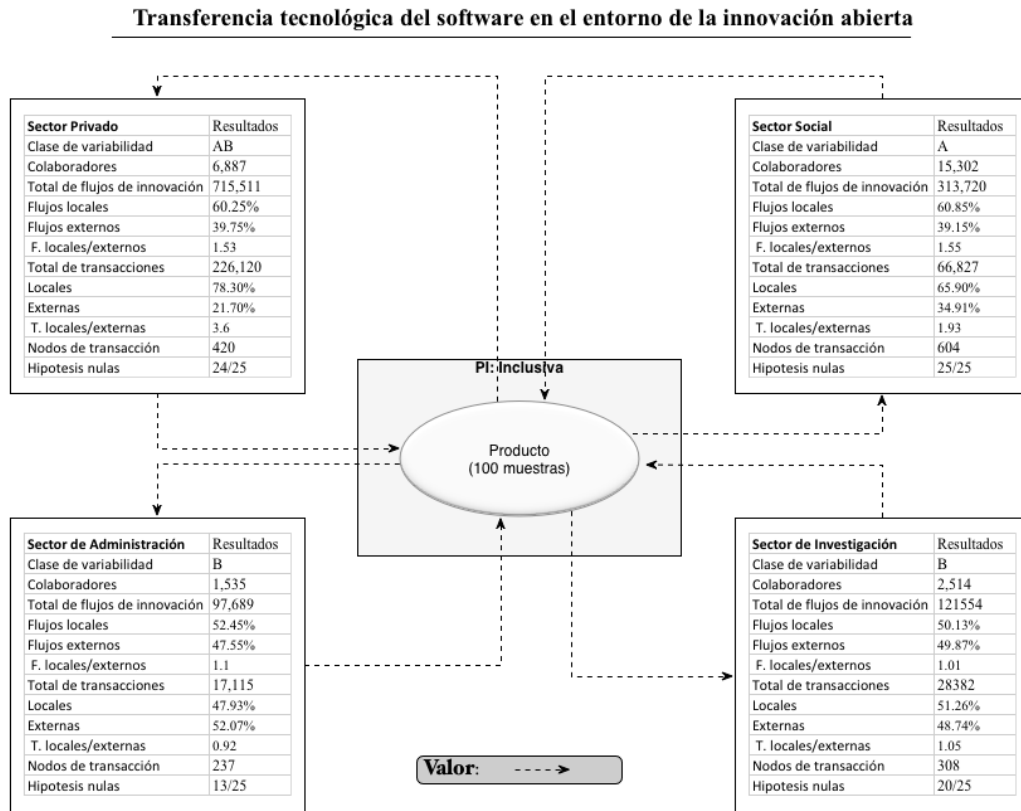 Transferencia tecnológica del software en el entorno de la innovación abierta
Sector Privado Resultados
Clase de variabilidad AB
Colaboradores 6,887
Total de flujos de innovación 715,511
Flujos locales 60.25%
Flujos externos 39.75%
F. locales/externos 1.53
Total de transacciones 226,120
Locales 78.30%
Externas 21.70%
T. locales/externas 3.6
Nodos de transacción 420
Hipotesis nulas 24/25
Sector Social Resultados
Clase de variabilidad A
Colaboradores 15,302
Total de flujos de innovación 313,720
Flujos locales 60.85%
Flujos externos 39.15%
F. locales/externos 1.55
Total de transacciones 66,827
Locales 65.90%
Externas 34.91%
T. locales/externas 1.93
Nodos de transacción 604
Hipotesis nulas 25/25
PI: Inclusiva
Producto
(100 muestras)
Sector de Administración Resultados
Clase de variabilidad B
Colaboradores 1,535
Total de flujos de innovación 97,689
Flujos locales 52.45%
Flujos externos 47.55%
F. locales/externos 1.1
Total de transacciones 17,115
Locales 47.93%
Externas 52.07%
T. locales/externas 0.92
Nodos de transacción 237
Hipotesis nulas 13/25
Sector de Investigación Resultados
Clase de variabilidad B
Colaboradores 2,514
Total de flujos de innovación 121554
Flujos locales 50.13%
Flujos externos 49.87%
F. locales/externos 1.01
Total de transacciones 28382
Locales 51.26%
Externas 48.74%
T. locales/externas 1.05
Nodos de transacción 308
Hipotesis nulas 20/25
Valor: